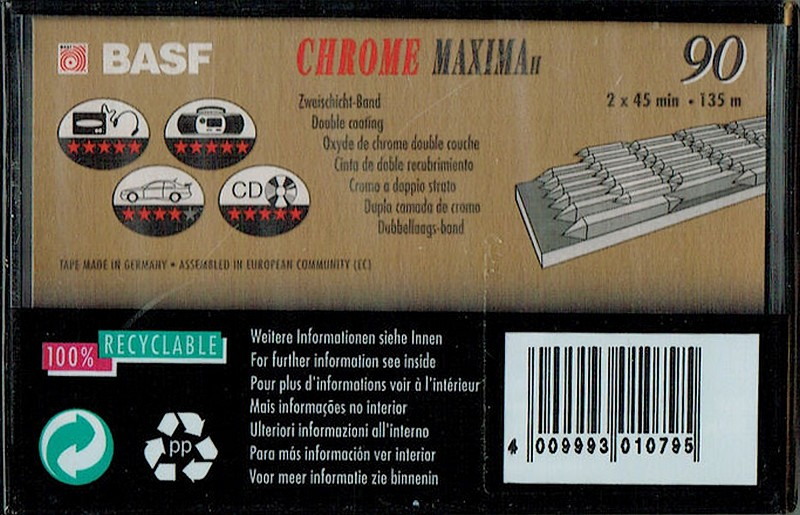 BASF
CHROME MAXIMA II
90
2 x 45 min • 135 m
Zweischicht-Band
Double coating
Oxyde de chrome double couche
Cinta de doble recubrimiento
Cromo a doppio strato
Dupla camada de cromo
Dubbellaags-band
CD
TAPE MADE IN GERMANY • ASSEMBLED IN EUROPEAN COMMUNITY (EC)
100% RECYCLABLE
Weitere Informationen siehe Innen
For further information see inside
Pour plus d'informations voir à l'intérieur
Mais informações no interior
Ulteriori informazioni all'interno
Para más información ver interior
Voor meer informatie zie binnenin
pp
4 009993 010795